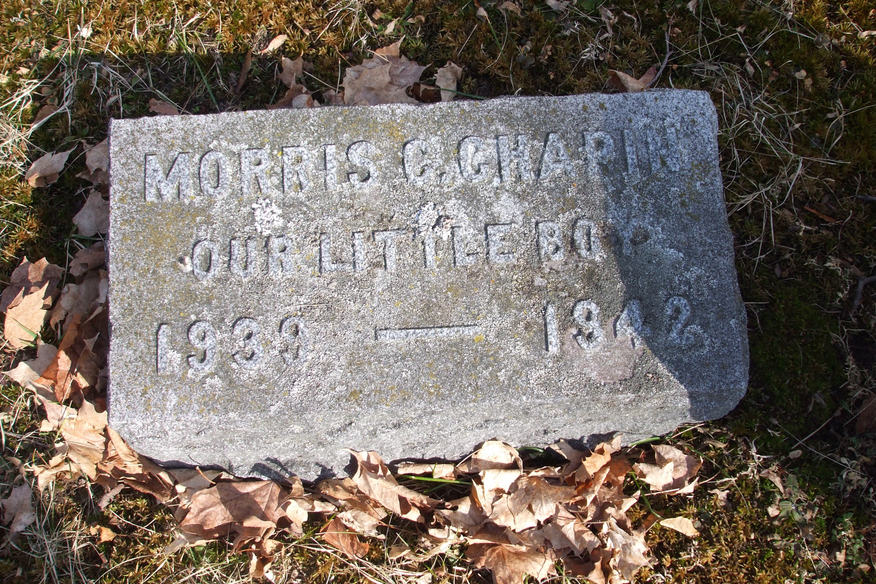 MORRIS C. CHAPIN
OUR LITTLE BOY
1939 — 1942